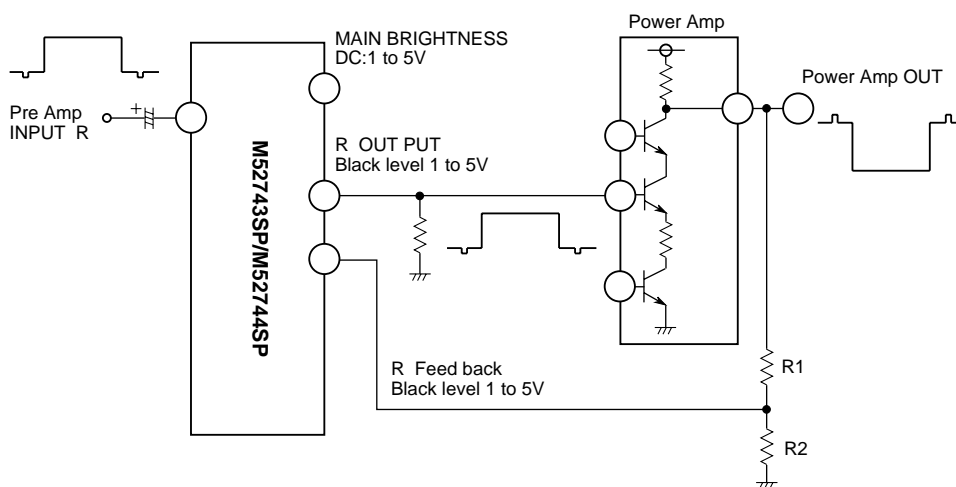 Power Amp
MAIN BRIGHTNESS
DC:1 to 5V
Power Amp OUT
Pre Amp
INPUT R
+
R OUT PUT
Black level 1 to 5V
M52743SP/M52744SP
R Feed back
Black level 1 to 5V
R1
R2